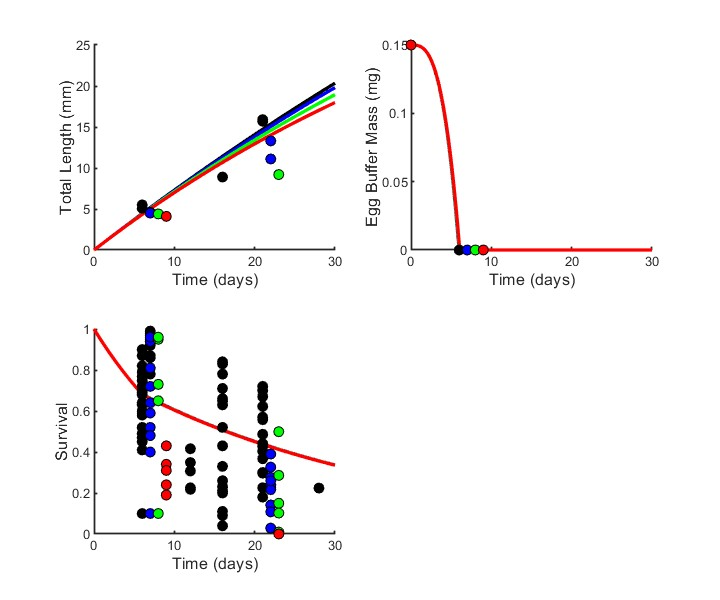 25
20
15
10
5
0
Total Length (mm)
0 10 20 30
Time (days)
0.15
0.1
0.05
0
Egg Buffer Mass (mg)
0 10 20 30
Time (days)
1
0.8
0.6
0.4
0.2
0
Survival
0 10 20 30
Time (days)